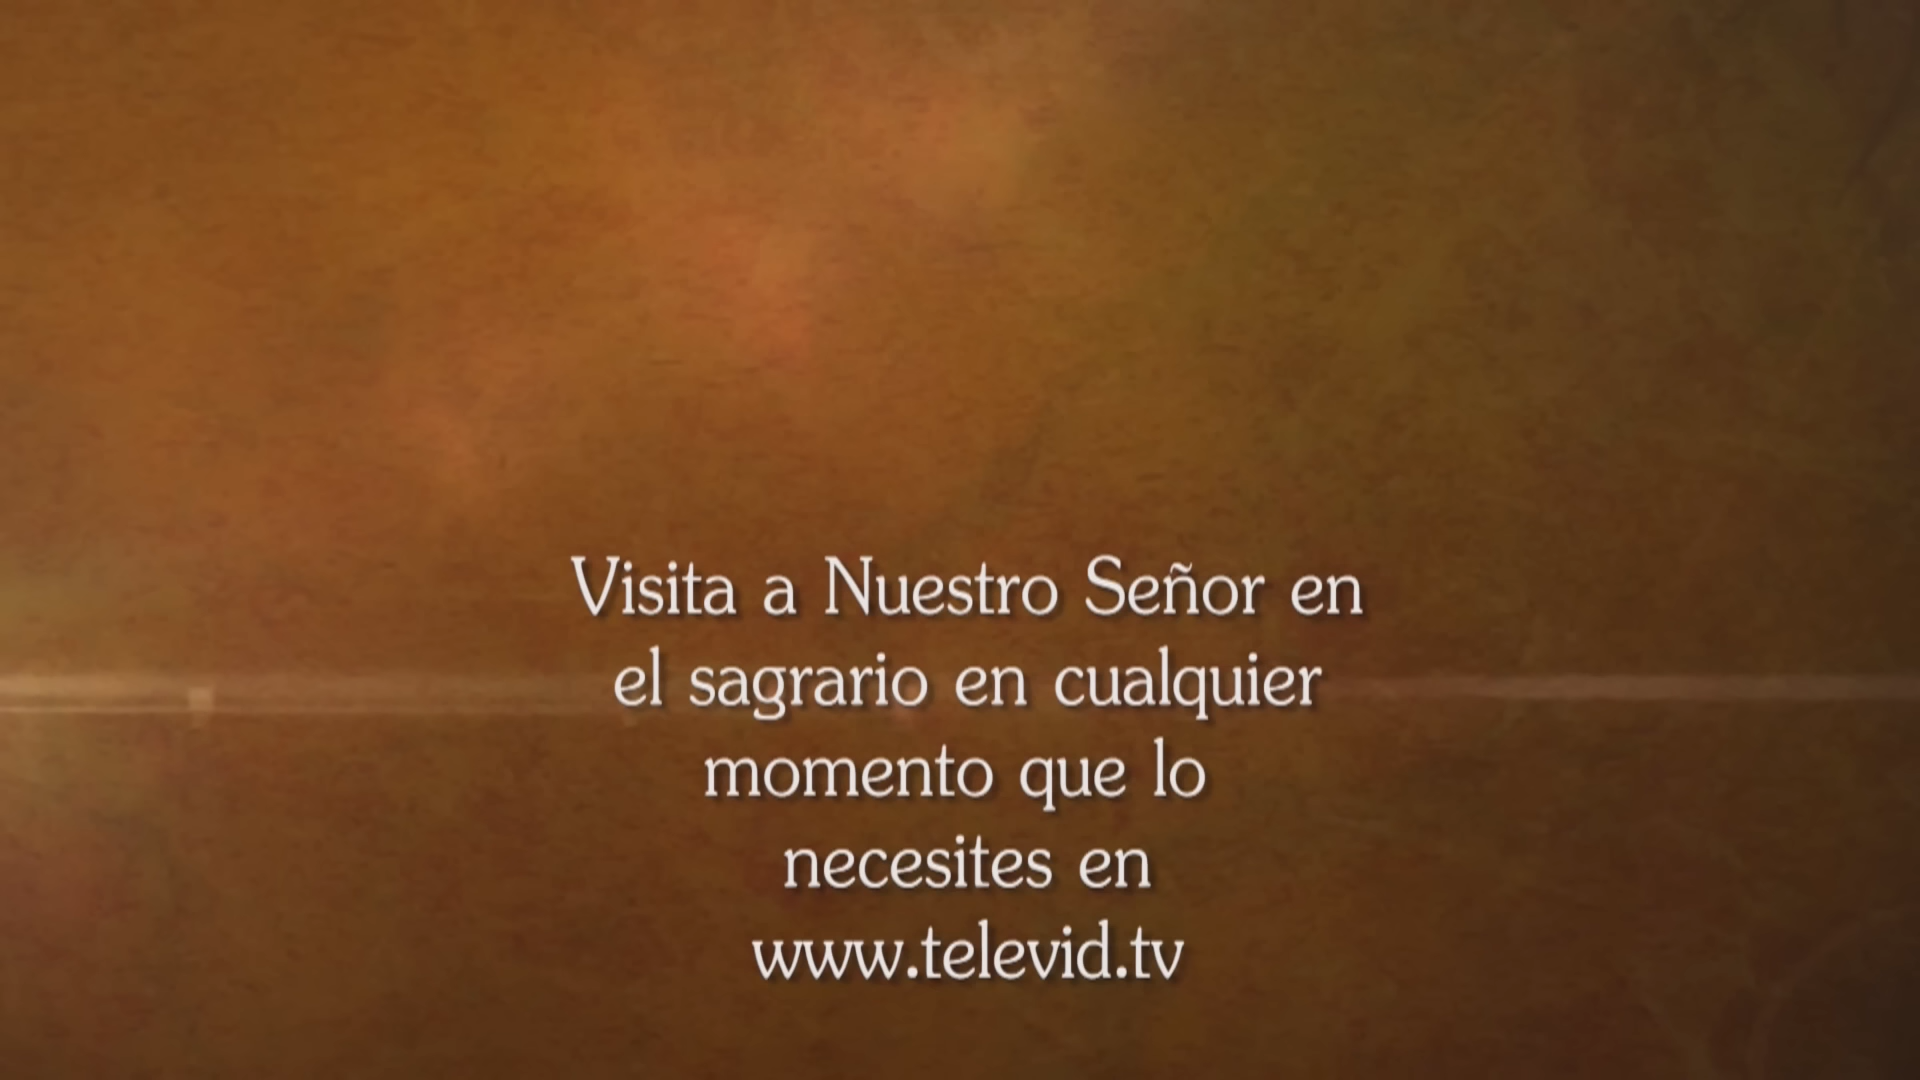 Visita a Nuestro Señor en
el sagrario en cualquier
momento que lo
necesites en
www.televid.tv